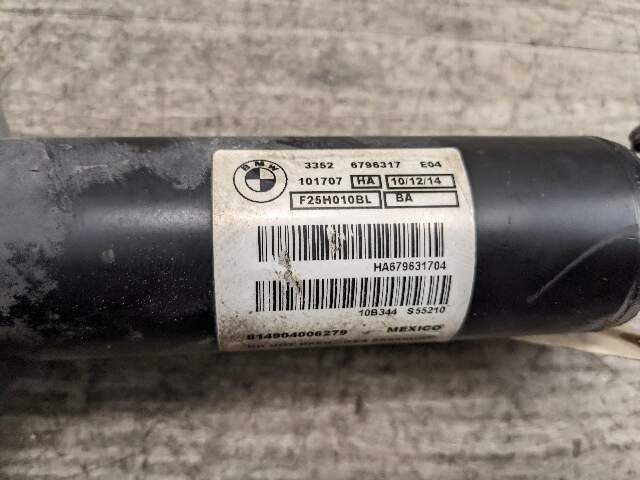 BMW
3352 6796317 E04
101707 HA 10/12/14
F25H010BL BA
HA679631704
10B344 S55210
814904006279 MEXICO